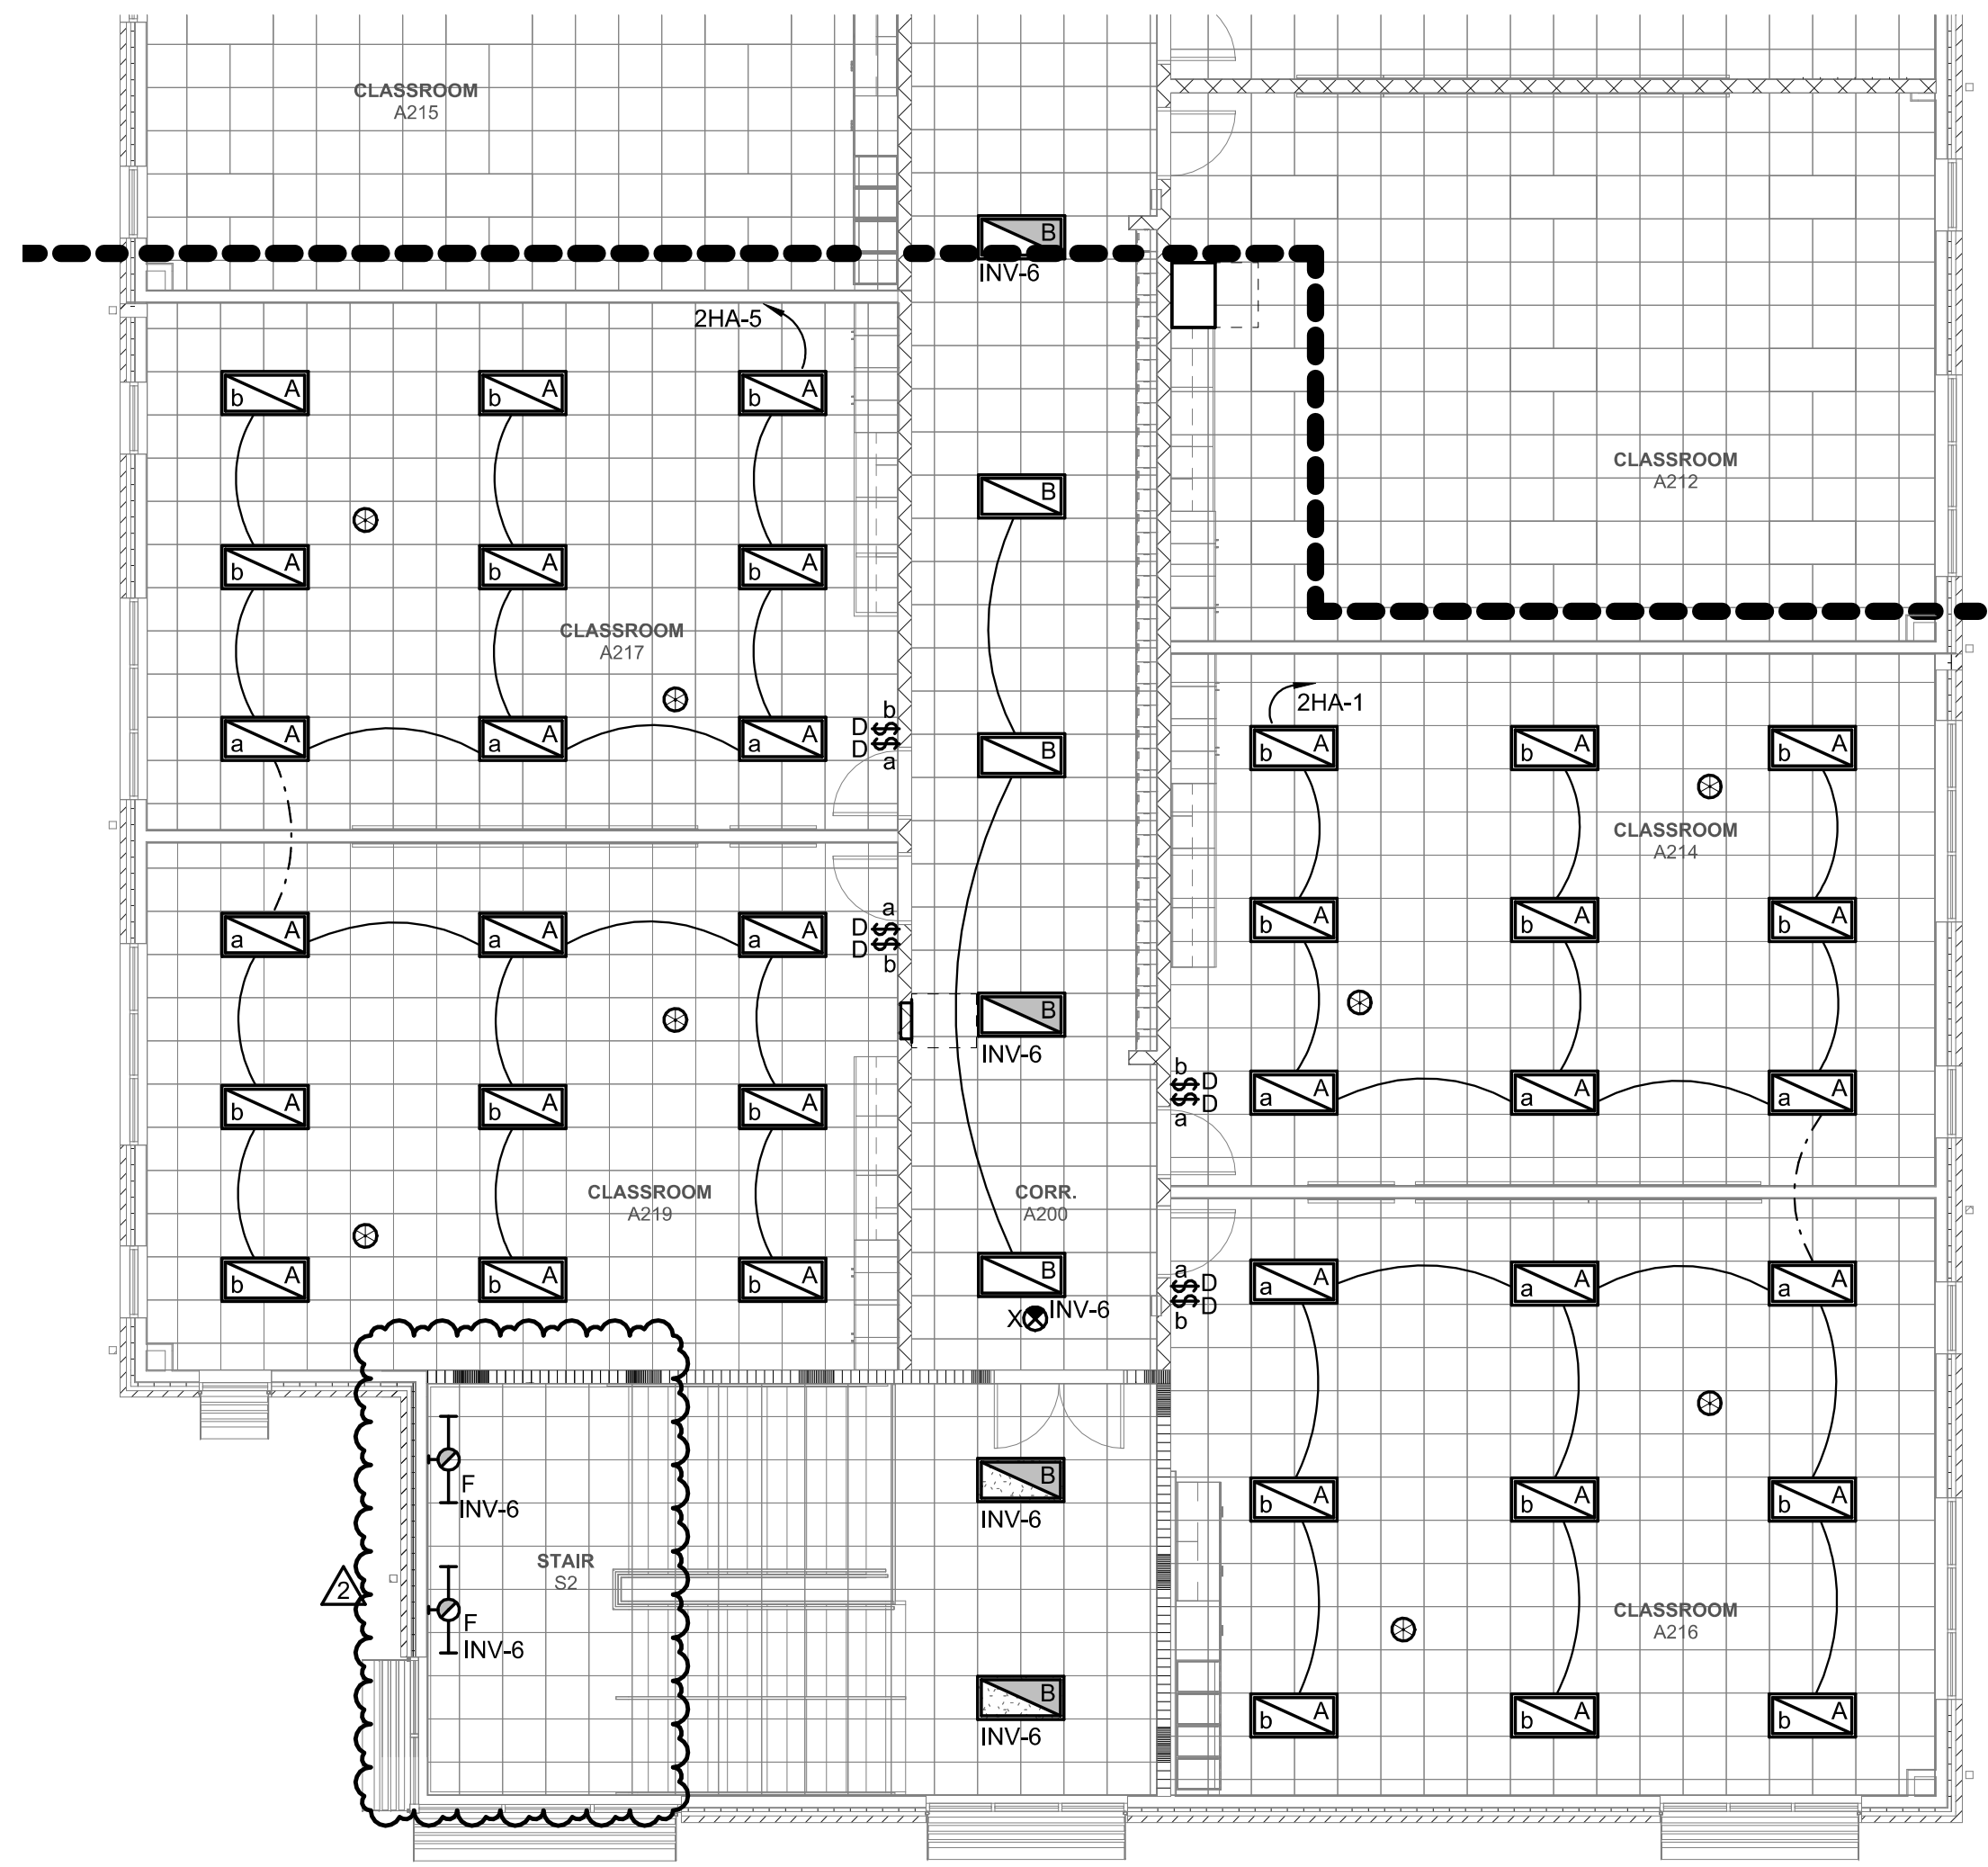 CLASSROOM
A215
B
INV-6
2HA-5
b A
b A
b A
CLASSROOM
A212
B
b A
b A
b A
CLASSROOM
A217
2HA-1
b
D $
D $
a
a A
a A
a A
B
b A
b A
b A
CLASSROOM
A214
a
D $
D $
b
a A
a A
a A
b A
b A
b A
B
INV-6
b
$ D
$ D
a
b A
b A
b A
a A
a A
a A
CLASSROOM
A219
CORR.
A200
b A
b A
b A
B
X INV-6
a
$ D
$ D
b
a A
a A
a A
F
INV-6
B
INV-6
b A
b A
b A
STAIR
S2
2
F
INV-6
CLASSROOM
A216
B
INV-6
b A
b A
b A